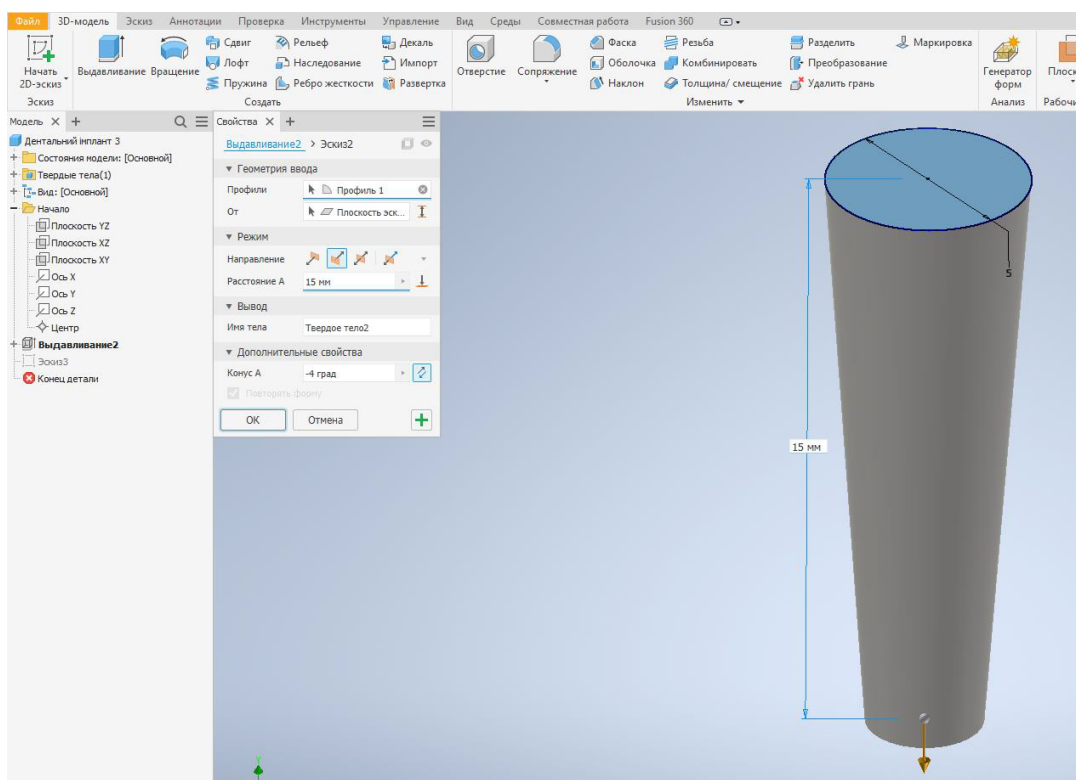 Файл 3D-модель Эскиз Аннотации Проверка Инструменты Управление Вид Среды Совместная работа Fusion 360
Начать 2D-эскиз
Выдавливание Вращение
Сдвиг Рельеф Декаль
Лофт Наследование Импорт
Пружина Ребро жесткости Развертка
Отверстие Сопряжение
Фаска Резьба Разделить Маркировка
Оболочка Комбинировать Преобразование
Наклон Толщина/ смещение Удалить грань
Генератор форм
Плоск
Эскиз Создать Изменить Анализ Рабочи
Модель × +
Дентальний імплант 3
Состояния модели: [Основной]
Твердые тела(1)
Вид: [Основной]
Начало
Плоскость YZ
Плоскость XZ
Плоскость XY
Ось X
Ось Y
Ось Z
Центр
Выдавливание2
Эскиз3
Конец детали
Свойства × +
Выдавливание2 > Эскиз2
Геометрия ввода
Профили Профиль 1
От Плоскость эск...
Режим
Направление
Расстояние A 15 мм
Вывод
Имя тела Твердое тело2
Дополнительные свойства
Конус A -4 град
Повторять форму
ОК Отмена
5
15 мм
Y